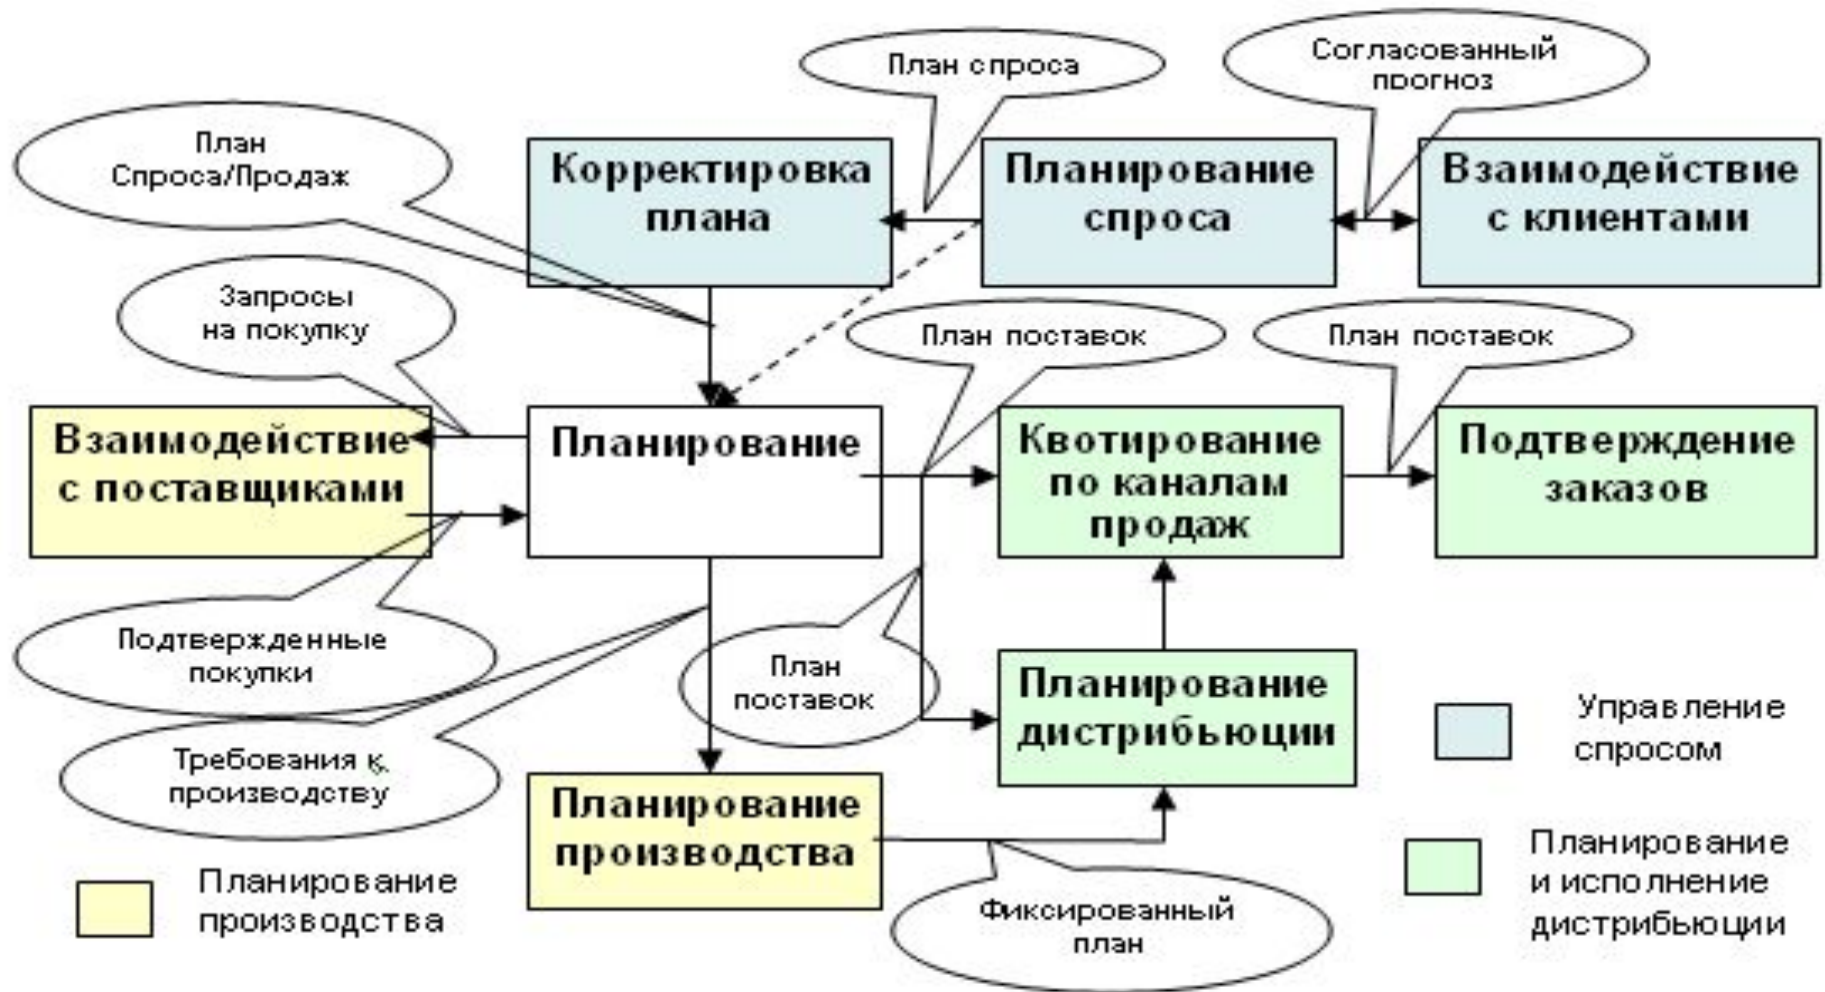 План спроса
Согласованный
прогноз
План
Спроса/Продаж
Корректировка
плана
Планирование
спроса
Взаимодействие
с клиентами
Запросы
на покупку
План поставок
План поставок
Взаимодействие
с поставщиками
Планирование
Квотирование
по каналам
продаж
Подтверждение
заказов
Подтвержденные
покупки
План
поставок
Планирование
дистрибьюции
Управление
спросом
Требования к
производству
Планирование
производства
Планирование
производства
Фиксированный
план
Планирование
и исполнение
дистрибьюции